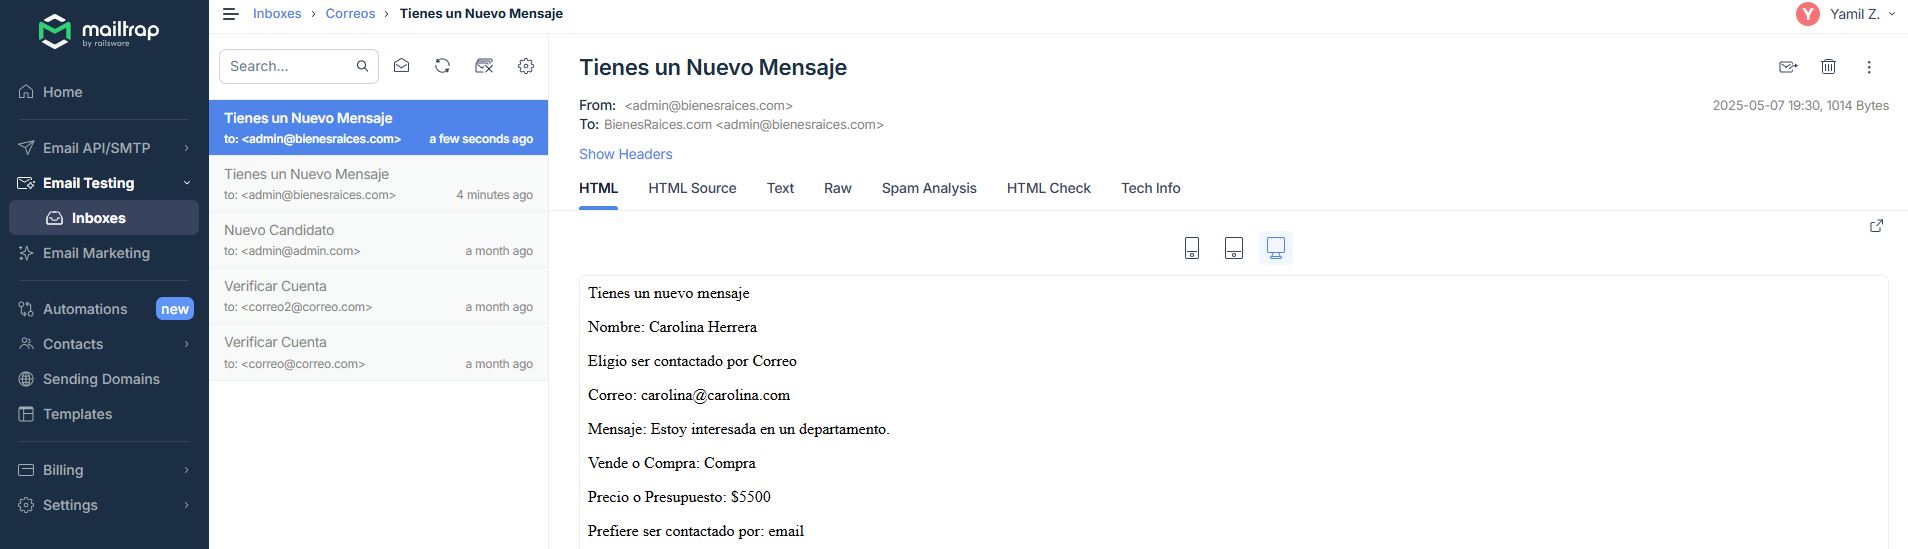 mailtrap
by railsware
Home
Email API/SMTP
Email Testing
Inboxes
Email Marketing
Automations new
Contacts
Sending Domains
Templates
Billing
Settings
Inboxes › Correos › Tienes un Nuevo Mensaje
Y Yamil Z.
Search...
Tienes un Nuevo Mensaje
to: <admin@bienesraices.com> a few seconds ago
Tienes un Nuevo Mensaje
to: <admin@bienesraices.com> 4 minutes ago
Nuevo Candidato
to: <admin@admin.com> a month ago
Verificar Cuenta
to: <correo2@correo.com> a month ago
Verificar Cuenta
to: <correo@correo.com> a month ago
Tienes un Nuevo Mensaje
From: <admin@bienesraices.com> 2025-05-07 19:30, 1014 Bytes
To: BienesRaices.com <admin@bienesraices.com>
Show Headers
HTML HTML Source Text Raw Spam Analysis HTML Check Tech Info
Tienes un nuevo mensaje
Nombre: Carolina Herrera
Eligio ser contactado por Correo
Correo: carolina@carolina.com
Mensaje: Estoy interesada en un departamento.
Vende o Compra: Compra
Precio o Presupuesto: $5500
Prefiere ser contactado por: email